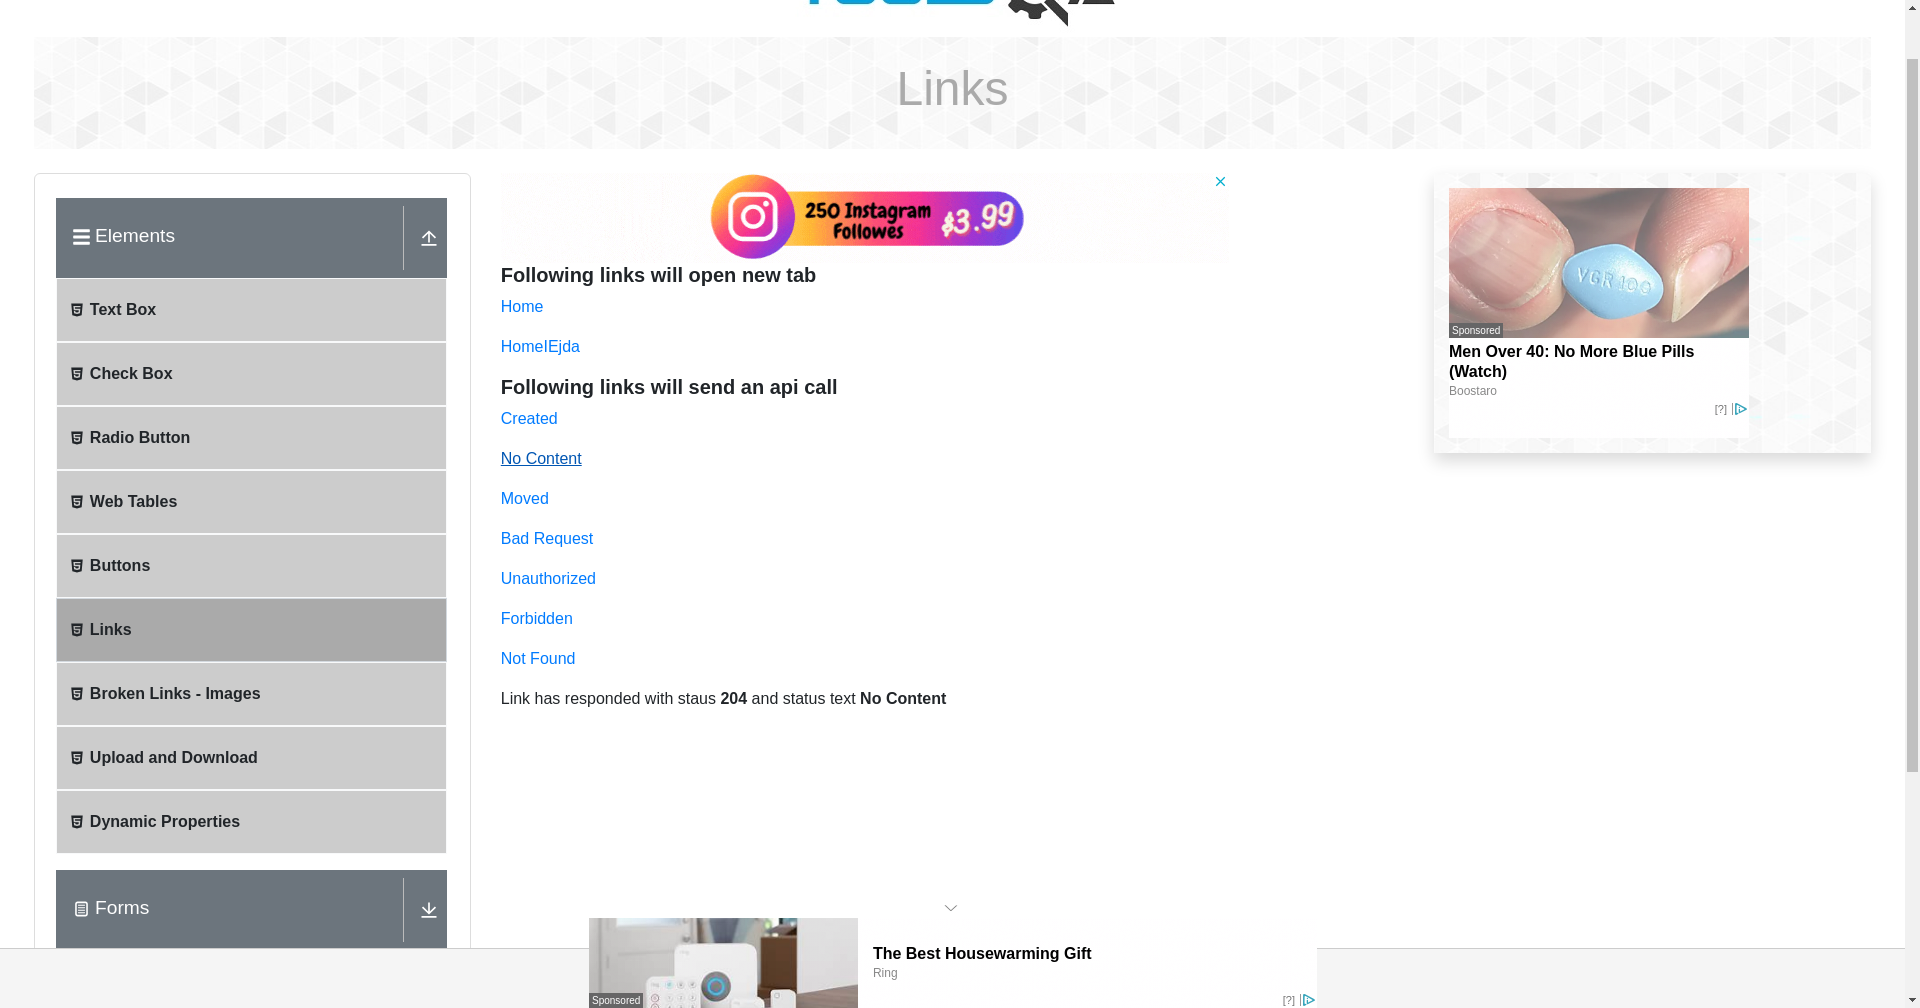 Links
Elements
Text Box
Check Box
Radio Button
Web Tables
Buttons
Links
Broken Links - Images
Upload and Download
Dynamic Properties
Forms
250 Instagram
Followes
$3.99
Following links will open new tab
Home
HomeIEjda
Following links will send an api call
Created
No Content
Moved
Bad Request
Unauthorized
Forbidden
Not Found
Link has responded with staus 204 and status text No Content
VGR 100
Sponsored
Men Over 40: No More Blue Pills
(Watch)
Boostaro
[?]
Sponsored
The Best Housewarming Gift
Ring
[?]